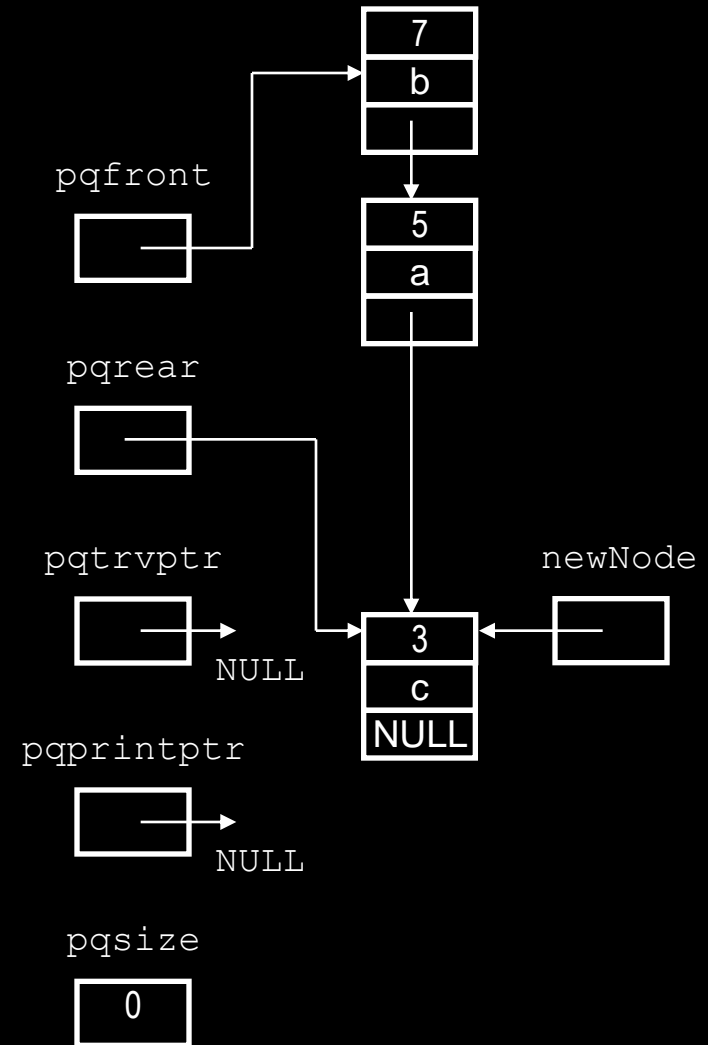 7
b
pqfront
5
a
pqrear
pqtrvptr
newNode
NULL
3
c
NULL
pqprintptr
NULL
pqsize
0